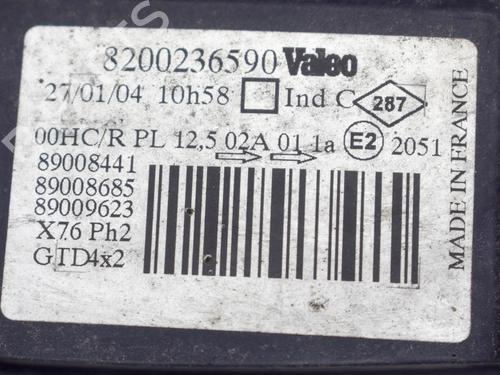 8200236590 Valeo
27/01/04 10h58 Ind C 287
00HC/R PL 12,5 02A 01 1a E2 2051
89008441
89008685
89009623
X76 Ph2
GTD4x2
MADE IN FRANCE